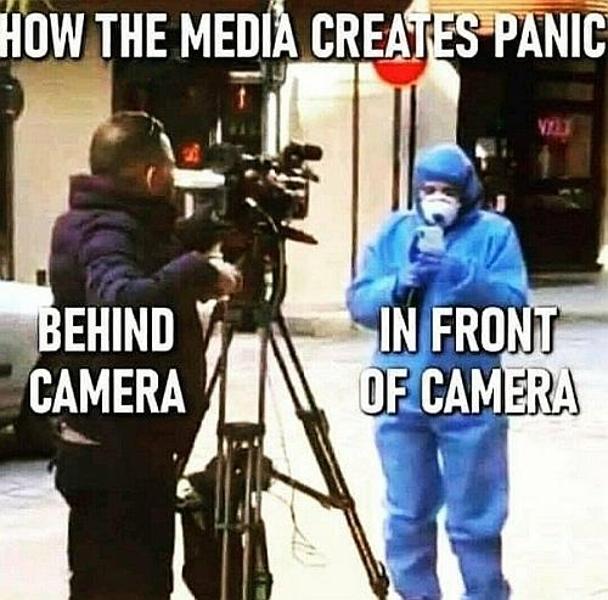 HOW THE MEDIA CREATES PANIC
BEHIND
CAMERA
IN FRONT
OF CAMERA